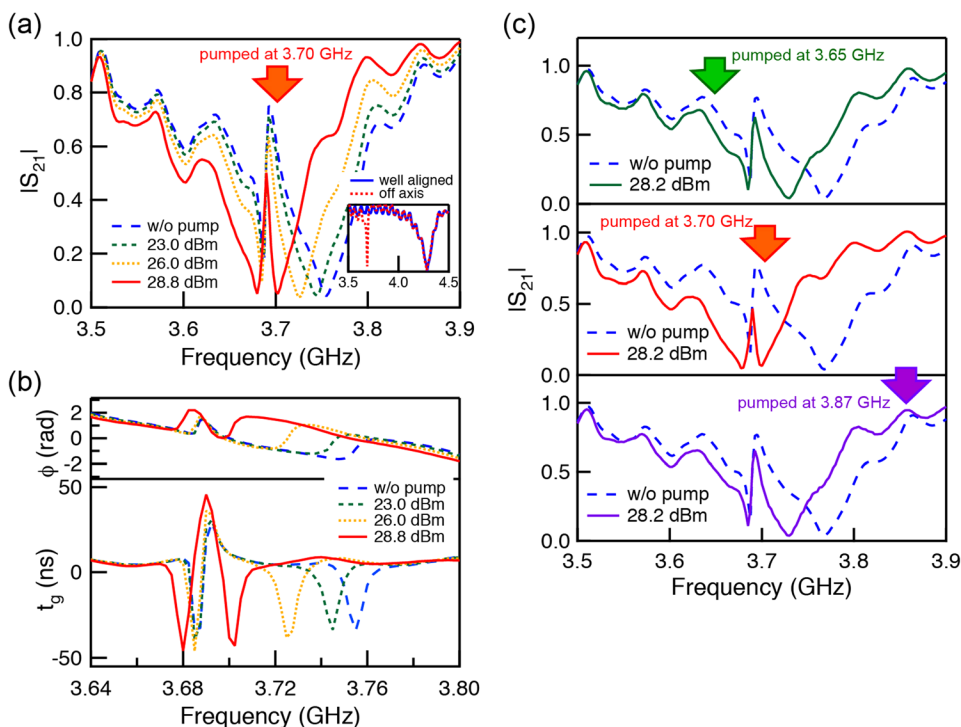 (a)
1.0
0.8
0.6
0.4
0.2
0.0
|S21|
pumped at 3.70 GHz
w/o pump
23.0 dBm
26.0 dBm
28.8 dBm
well aligned
off axis
3.5 4.0 4.5
3.5 3.6 3.7 3.8 3.9
Frequency (GHz)
(b)
2
0
-2
ϕ (rad)
50
0
-50
tg (ns)
w/o pump
23.0 dBm
26.0 dBm
28.8 dBm
3.64 3.68 3.72 3.76 3.80
Frequency (GHz)
(c)
pumped at 3.65 GHz
1.0
0.5
0.0
w/o pump
28.2 dBm
pumped at 3.70 GHz
1.0
0.5
0.0
|S21|
w/o pump
28.2 dBm
pumped at 3.87 GHz
1.0
0.5
0.0
w/o pump
28.2 dBm
3.5 3.6 3.7 3.8 3.9
Frequency (GHz)